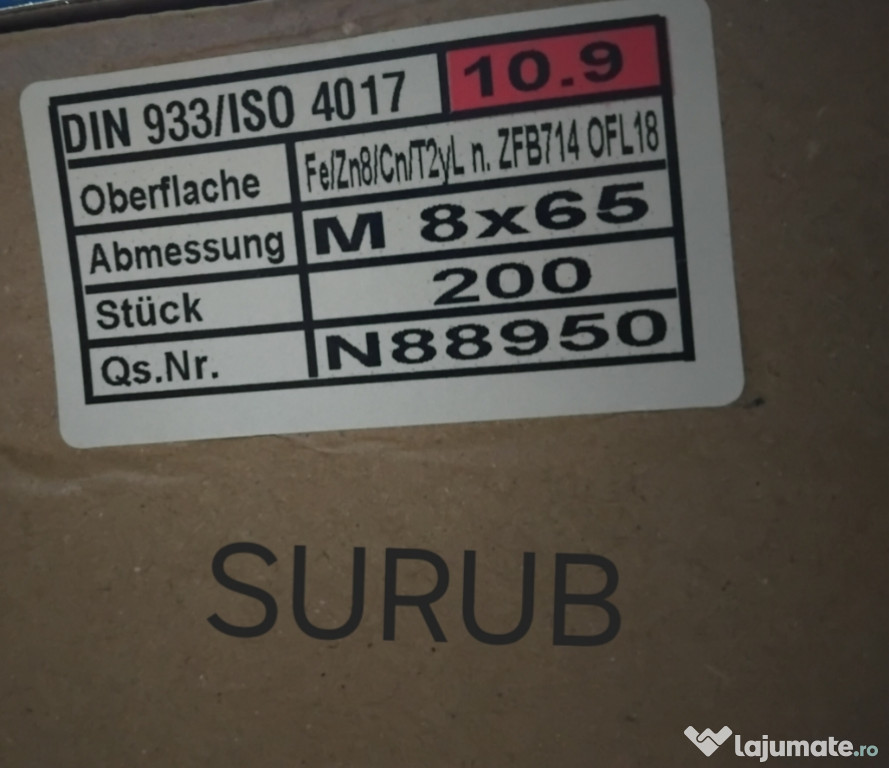 DIN 933/ISO 4017 10.9
Oberflache Fe/Zn8/Cn/T2yL n. ZFB714 OFL18
Abmessung M 8x65
Stück 200
Qs.Nr. N88950
SURUB
lajumate.ro